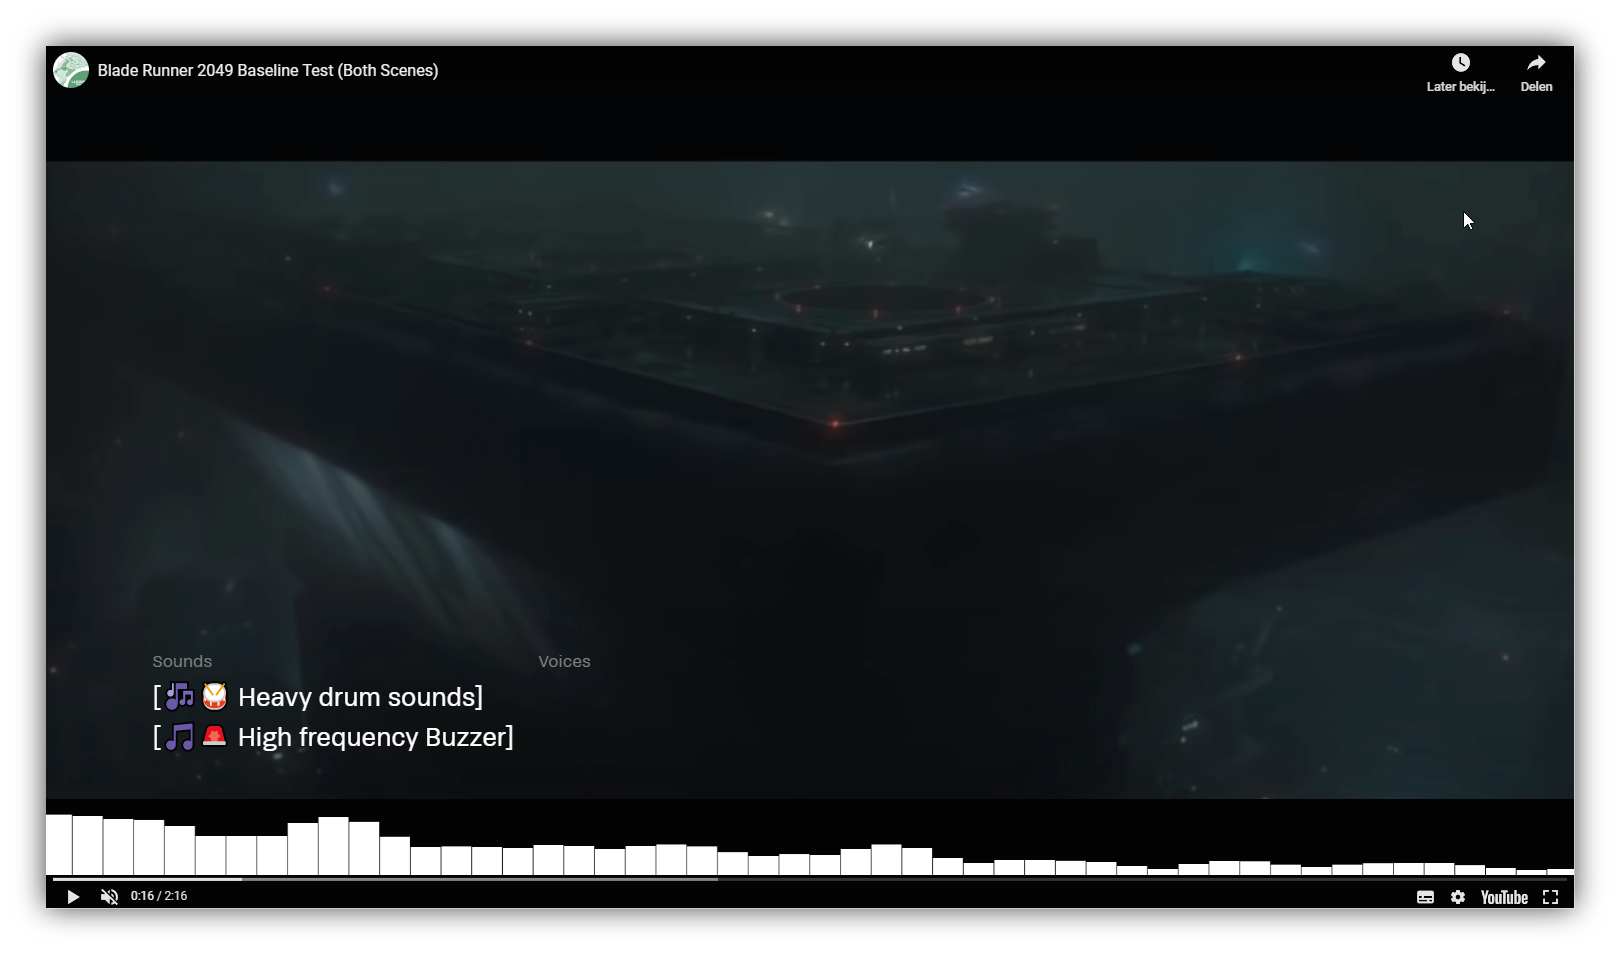 Blade Runner 2049 Baseline Test (Both Scenes)
Later bekij...
Delen
Sounds
Voices
[🎶🥁 Heavy drum sounds]
[🎵🚨 High frequency Buzzer]
0:16 / 2:16
YouTube